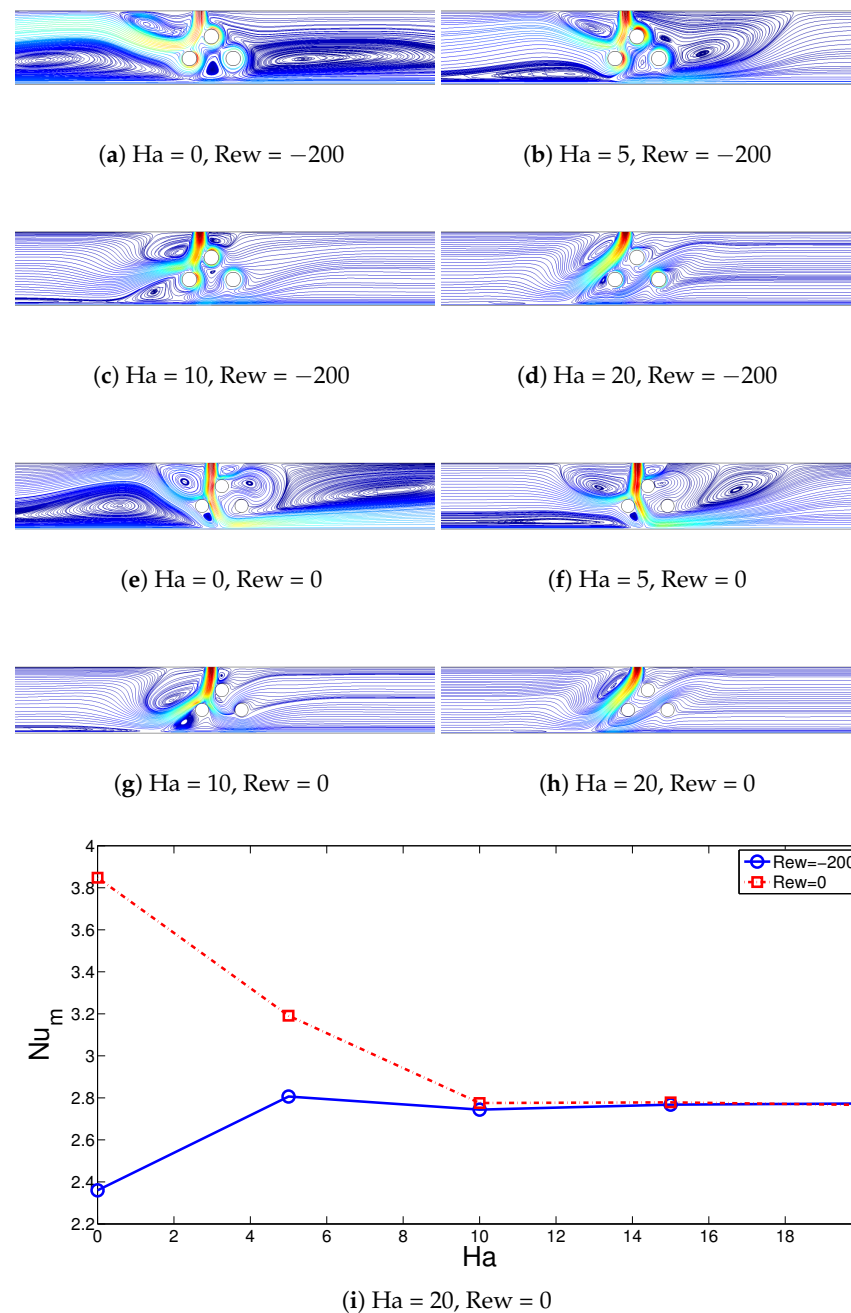 (a) Ha = 0, Rew = −200
(b) Ha = 5, Rew = −200
(c) Ha = 10, Rew = −200
(d) Ha = 20, Rew = −200
(e) Ha = 0, Rew = 0
(f) Ha = 5, Rew = 0
(g) Ha = 10, Rew = 0
(h) Ha = 20, Rew = 0
4
3.8
3.6
3.4
3.2
3
2.8
2.6
2.4
2.2
Nu_m
Rew=−200
Rew=0
0 2 4 6 8 10 12 14 16 18
Ha
(i) Ha = 20, Rew = 0